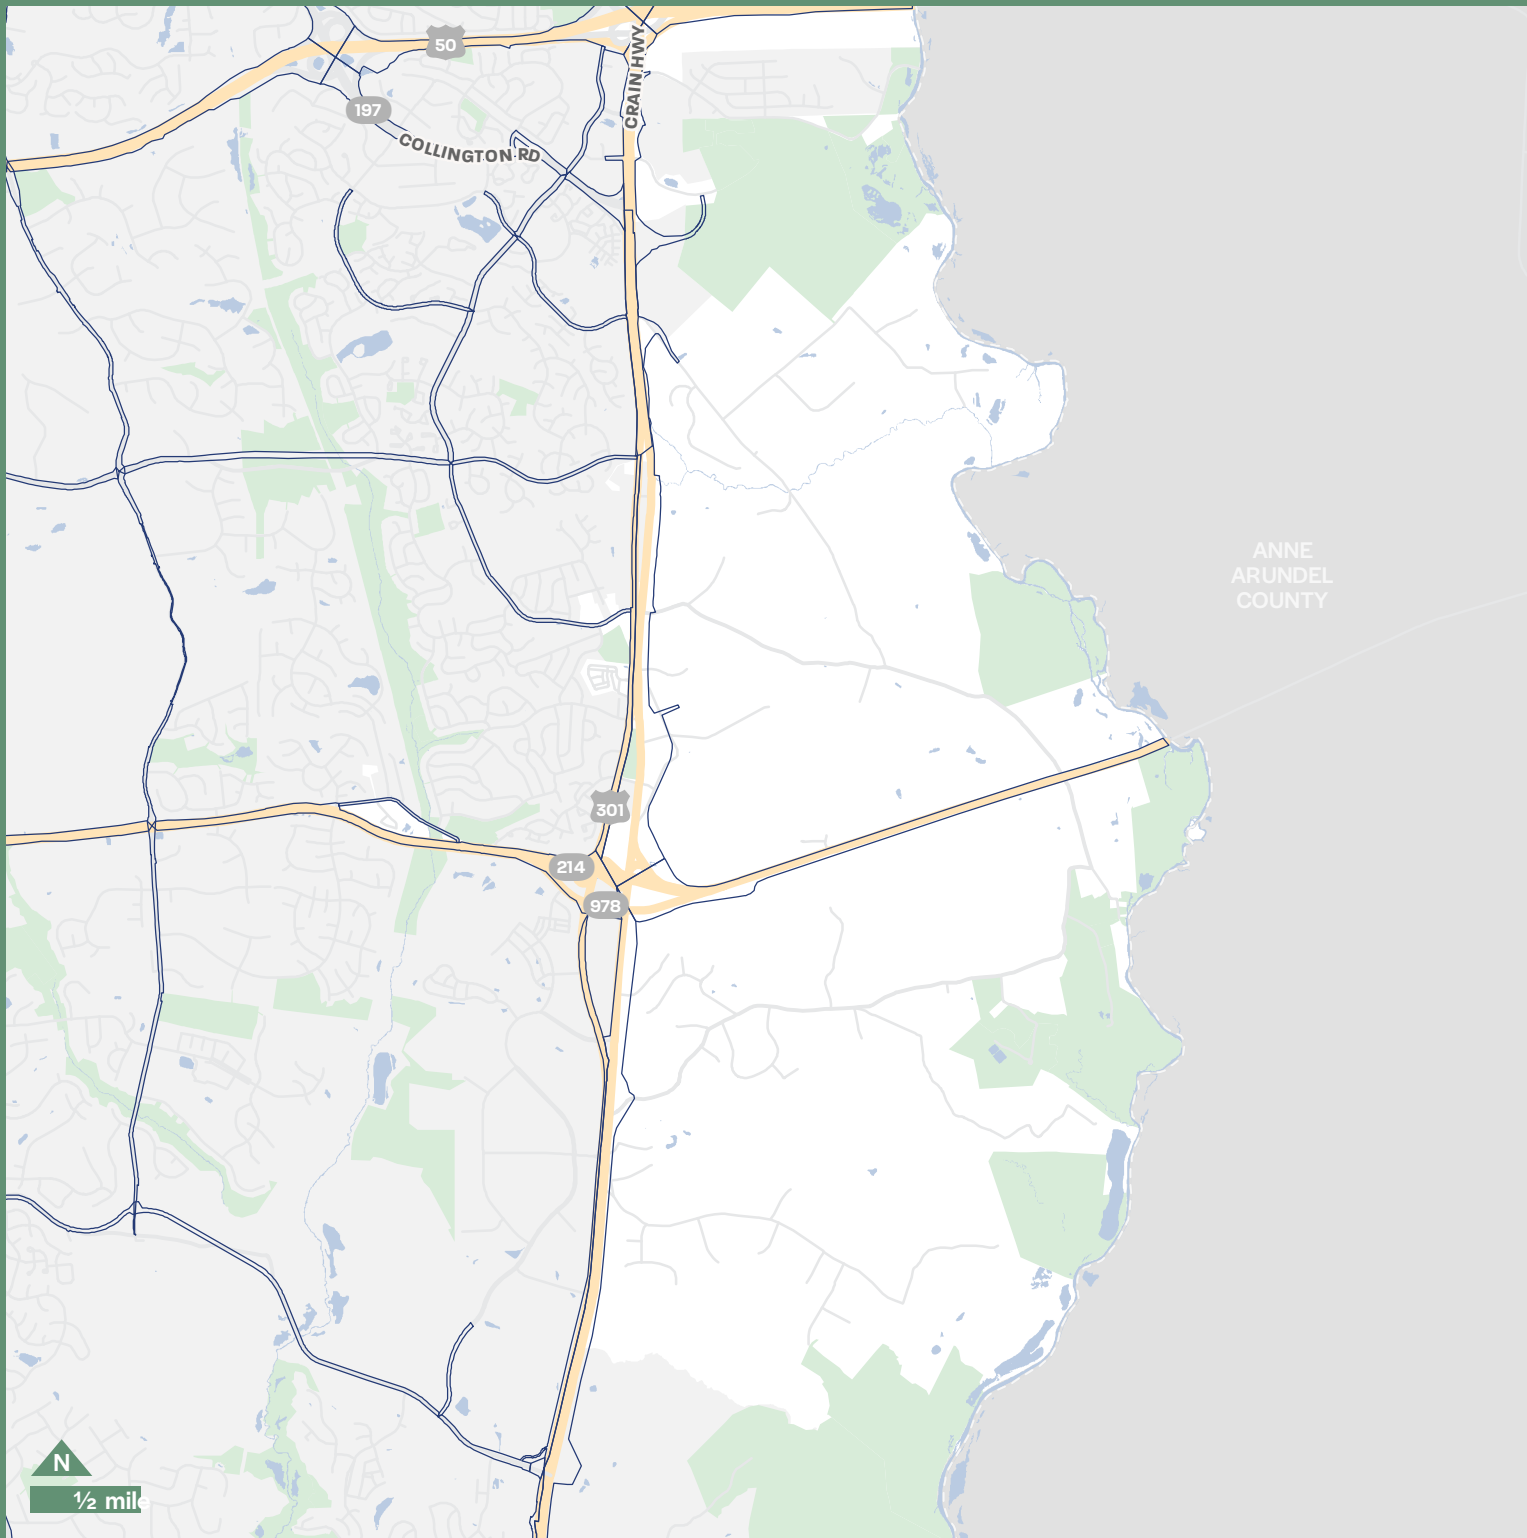 50
CRAIN HWY
197
COLLINGTON RD
ANNE
ARUNDEL
COUNTY
301
214
978
N
½ mile